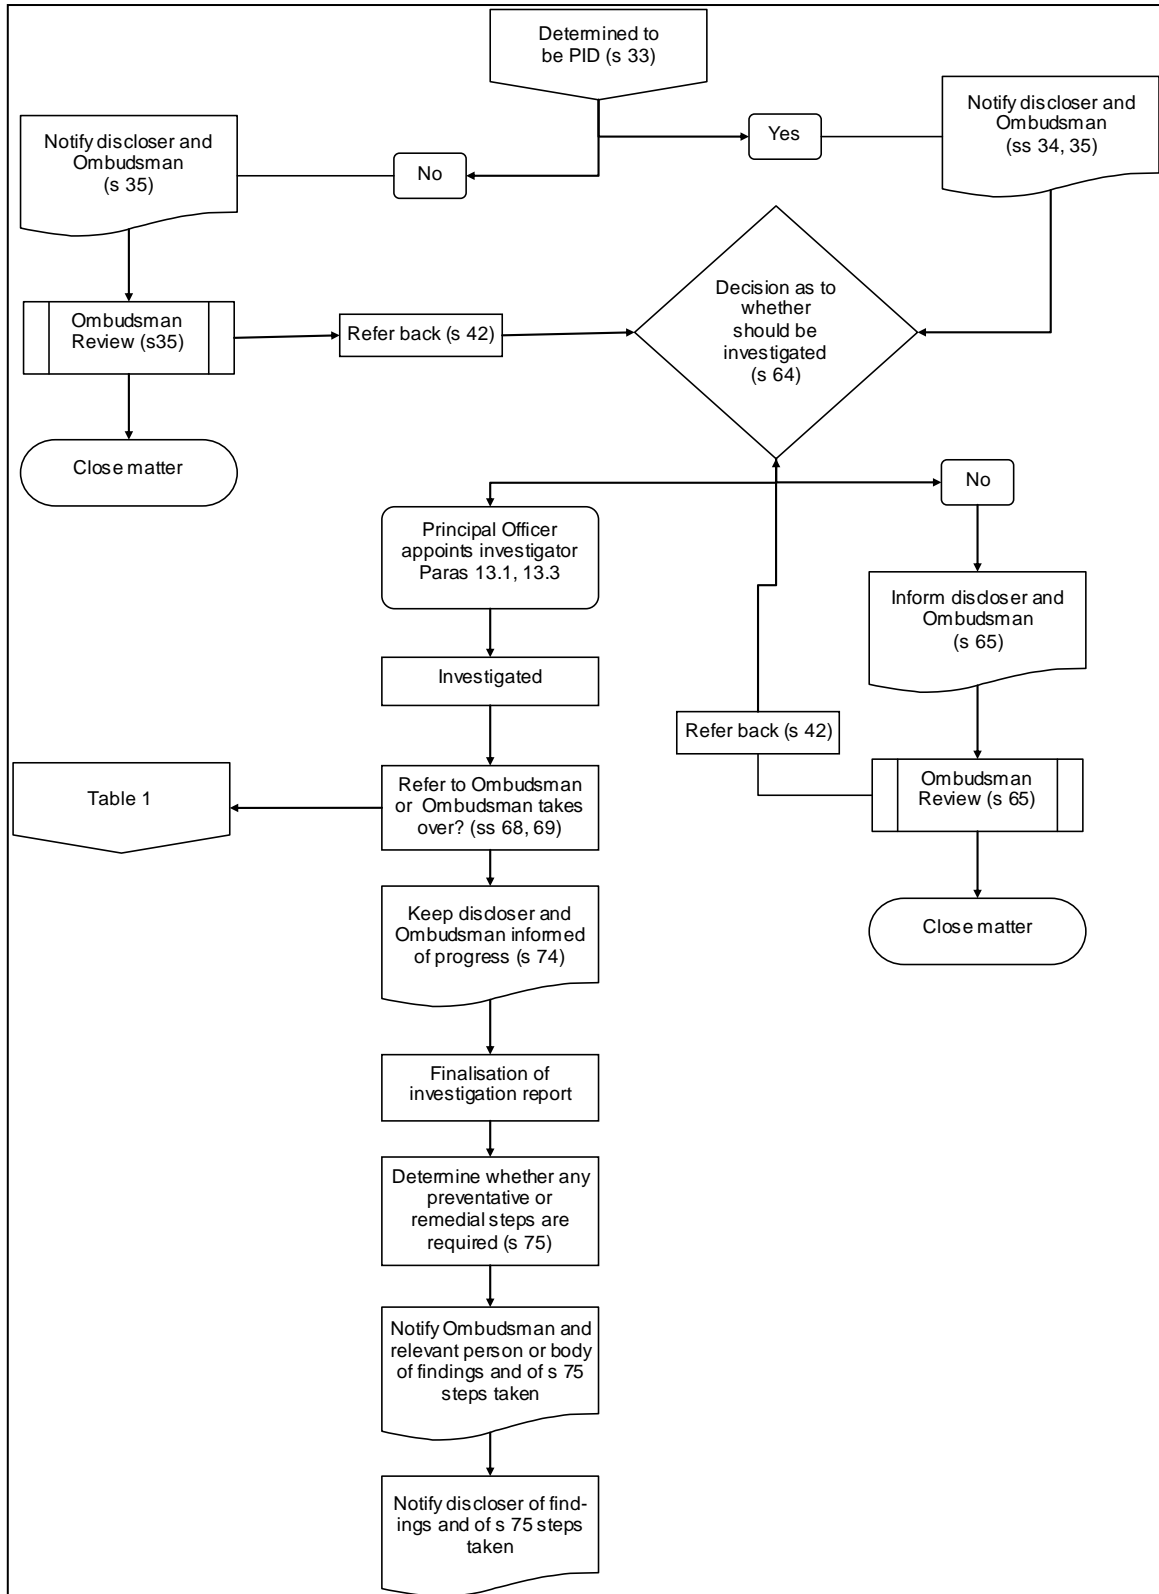 Determined to
be PID (s 33)
Notify discloser and
Ombudsman
(ss 34, 35)
Yes
Notify discloser and
Ombudsman
(s 35)
No
Decision as to
whether
should be
investigated
(s 64)
Ombudsman
Review (s35)
Refer back (s 42)
Close matter
No
Principal Officer
appoints investigator
Paras 13.1, 13.3
Inform discloser and
Ombudsman
(s 65)
Investigated
Refer back (s 42)
Ombudsman
Review (s 65)
Table 1
Refer to Ombudsman
or Ombudsman takes
over? (ss 68, 69)
Keep discloser and
Ombudsman informed
of progress (s 74)
Close matter
Finalisation of
investigation report
Determine whether any
preventative or
remedial steps are
required (s 75)
Notify Ombudsman and
relevant person or body
of findings and of s 75
steps taken
Notify discloser of find-
ings and of s 75 steps
taken